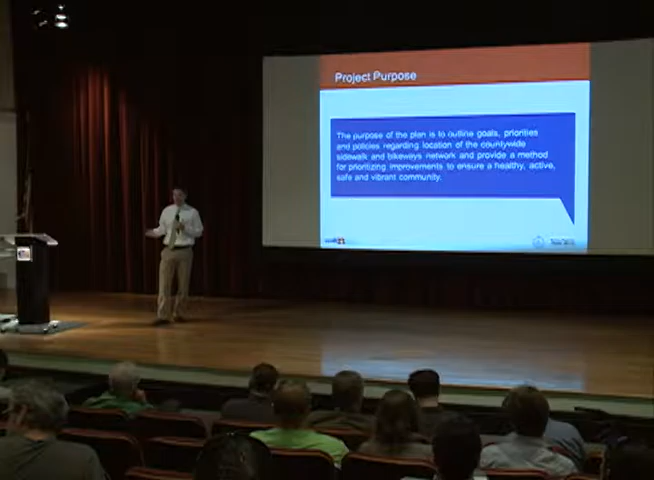 Project Purpose
The purpose of the plan is to outline goals, priorities
and policies regarding location of the countywide
sidewalk and bikeways network and provide a method
for prioritizing improvements to ensure a healthy, active,
safe and vibrant community.